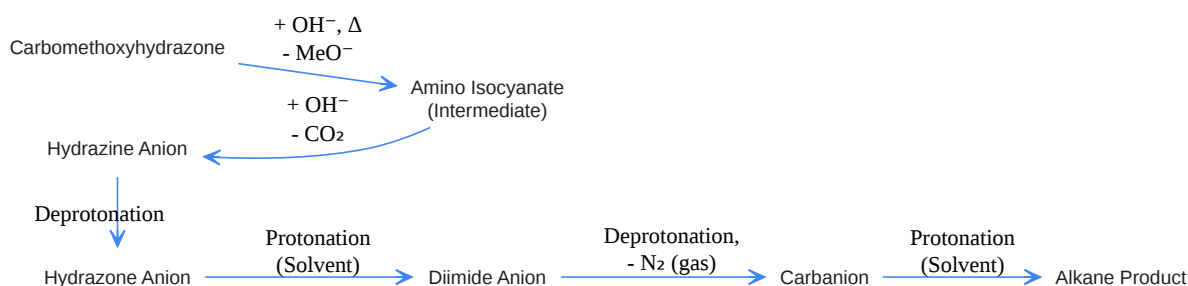 + OH⁻, Δ
- MeO⁻
Carbomethoxyhydrazone
Amino Isocyanate
(Intermediate)
+ OH⁻
- CO₂
Hydrazine Anion
Deprotonation
Hydrazone Anion
Protonation
(Solvent)
Diimide Anion
Deprotonation,
- N₂ (gas)
Carbanion
Protonation
(Solvent)
Alkane Product